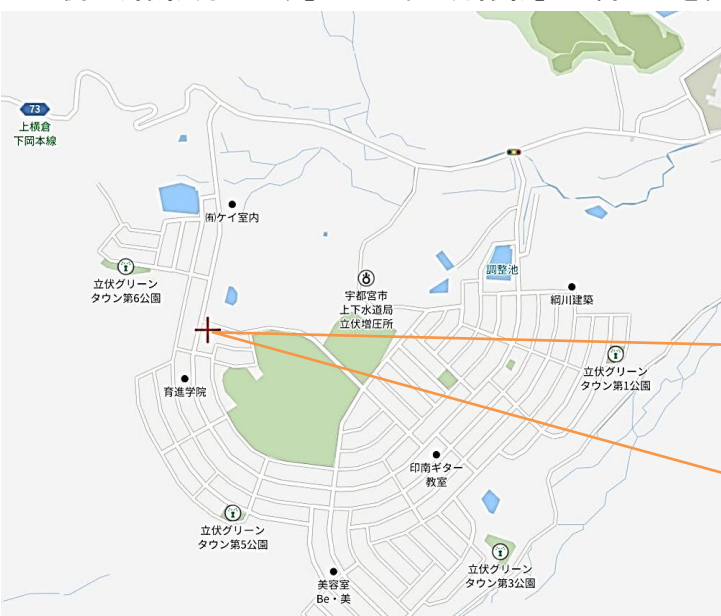 73
上横倉
下岡本線
㈲ケイ室内
立伏グリーン
タウン第6公園
宇都宮市
上下水道局
立伏増圧所
調整池
綱川建築
立伏グリーン
タウン第1公園
育進学院
印南ギター
教室
立伏グリーン
タウン第5公園
立伏グリーン
タウン第3公園
美容室
Be・美